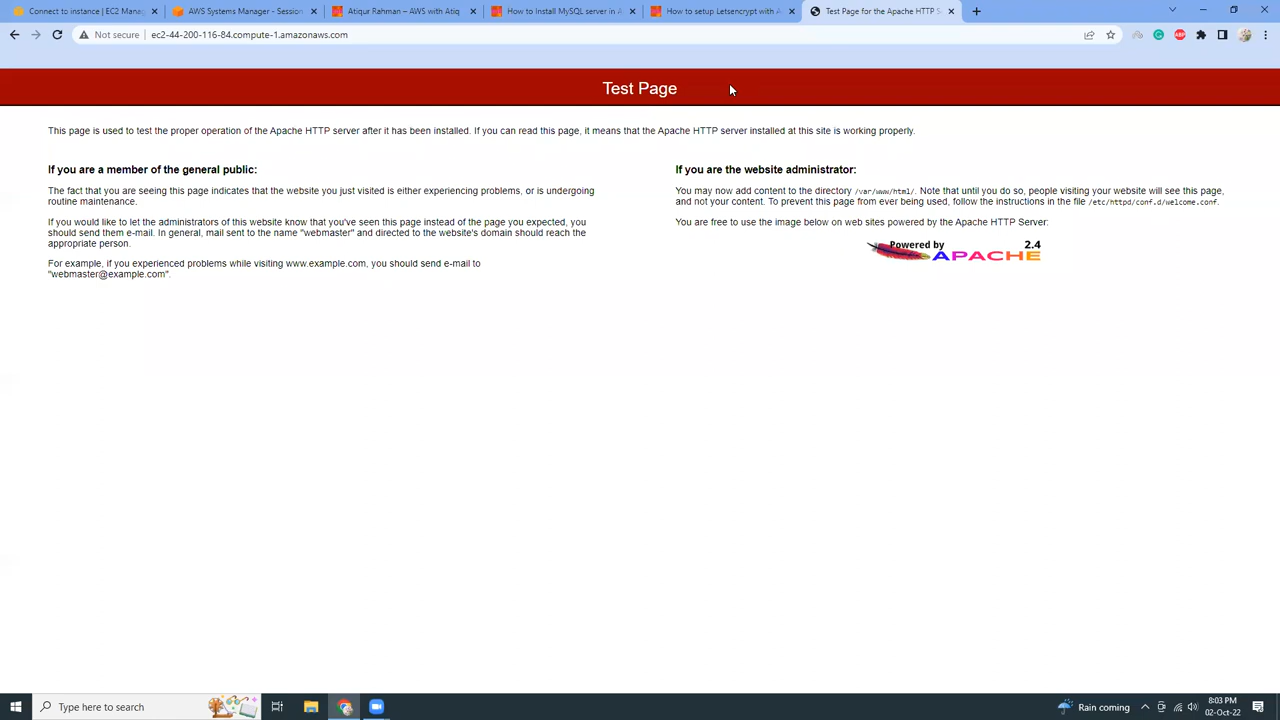 Connect to instance | EC2 Manag
AWS Systems Manager - Session
Atiqur Rahman – AWS with Atiq
How to Install MySQL server in A
How to setup Letsencrypt with A
Test Page for the Apache HTTP S
Not secure
ec2-44-200-116-84.compute-1.amazonaws.com
ABP
Test Page
This page is used to test the proper operation of the Apache HTTP server after it has been installed. If you can read this page, it means that the Apache HTTP server installed at this site is working properly.
If you are a member of the general public:
The fact that you are seeing this page indicates that the website you just visited is either experiencing problems, or is undergoing
routine maintenance.
If you would like to let the administrators of this website know that you've seen this page instead of the page you expected, you
should send them e-mail. In general, mail sent to the name "webmaster" and directed to the website's domain should reach the
appropriate person.
For example, if you experienced problems while visiting www.example.com, you should send e-mail to
"webmaster@example.com".
If you are the website administrator:
You may now add content to the directory /var/www/html/. Note that until you do so, people visiting your website will see this page,
and not your content. To prevent this page from ever being used, follow the instructions in the file /etc/httpd/conf.d/welcome.conf.
You are free to use the image below on web sites powered by the Apache HTTP Server:
Powered by 2.4
APACHE
Type here to search
Rain coming
8:03 PM
02-Oct-22